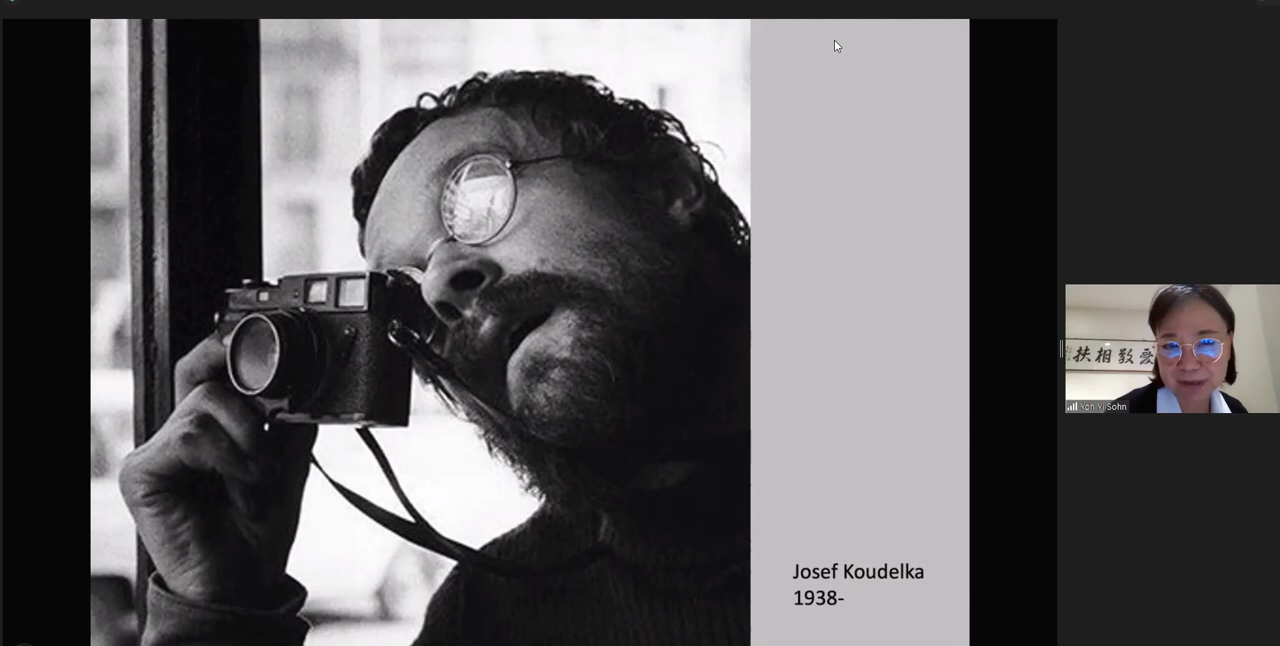 Josef Koudelka
1938-
愛敬相扶
Yon Yi Sohn